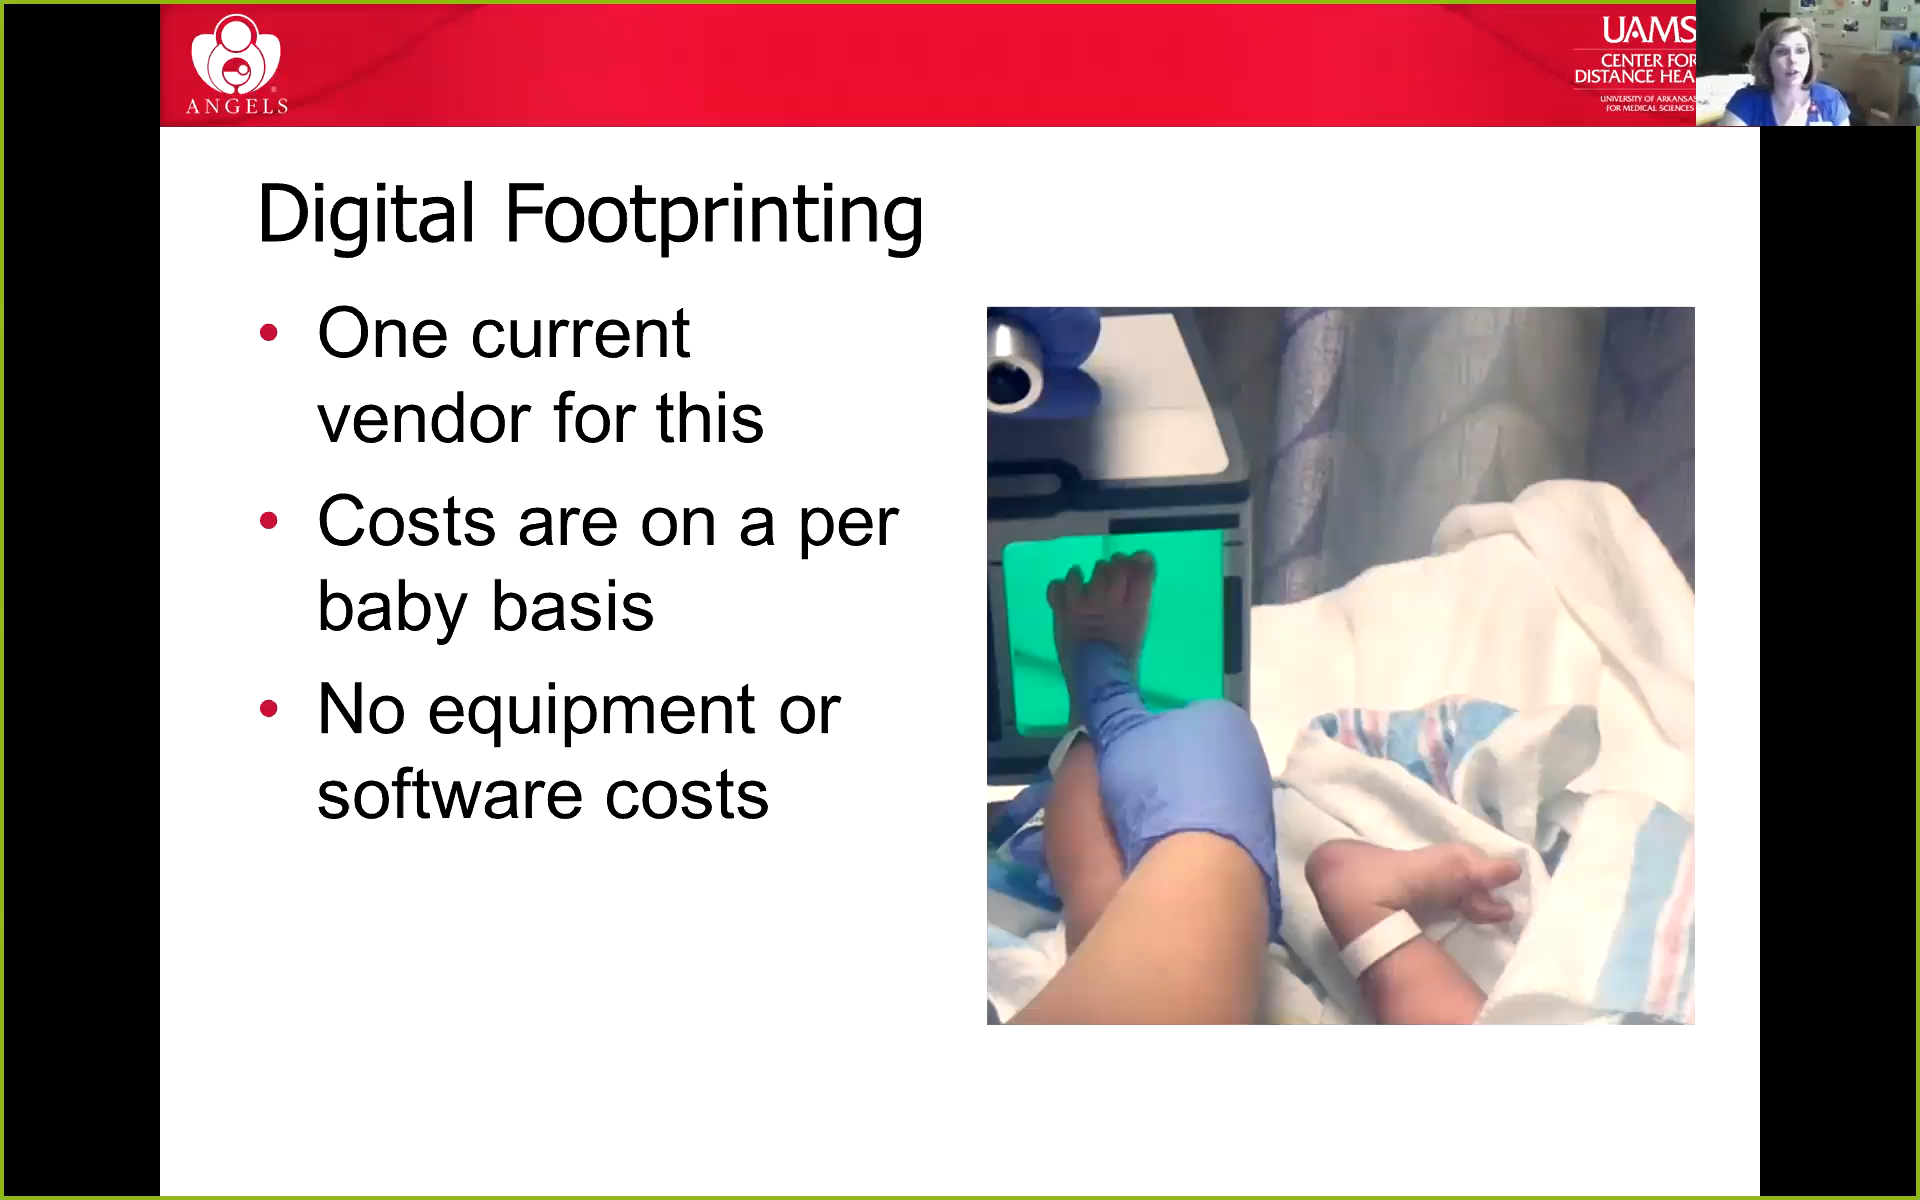 ANGELS
UAMS
CENTER FOR
DISTANCE HEA
UNIVERSITY OF ARKANSAS
FOR MEDICAL SCIENCES
Digital Footprinting
• One current
vendor for this
• Costs are on a per
baby basis
• No equipment or
software costs